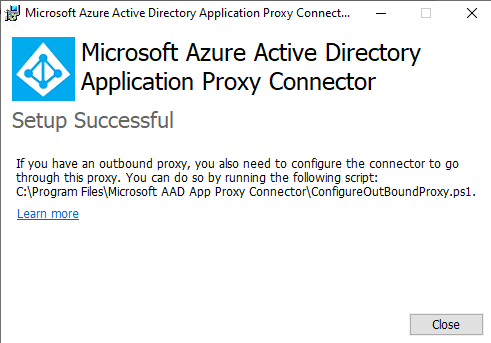 Microsoft Azure Active Directory Application Proxy Connect...
Microsoft Azure Active Directory
Application Proxy Connector
Setup Successful
If you have an outbound proxy, you also need to configure the connector to go
through this proxy. You can do so by running the following script:
C:\Program Files\Microsoft AAD App Proxy Connector\ConfigureOutBoundProxy.ps1.
Learn more
Close